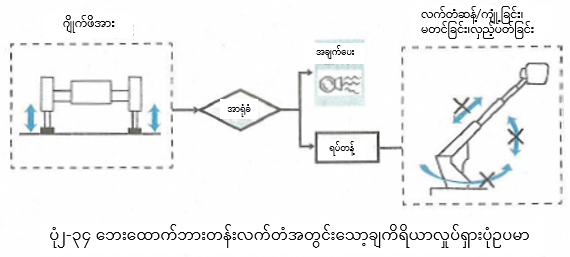 ဂျိုက်ဖိအား
လက်တံဆန့်/ကျုံ့ခြင်း၊
မတင်ခြင်း၊လှည့်ပတ်ခြင်း
အချက်ပေး
အာရုံခံ
ရပ်တန့်
ပုံ၂-၃၄ ဘေးထောက်ဘားတန်းလက်တံအတွင်းသော့ချကိရိယာလှုပ်ရှားပုံဥပမာ